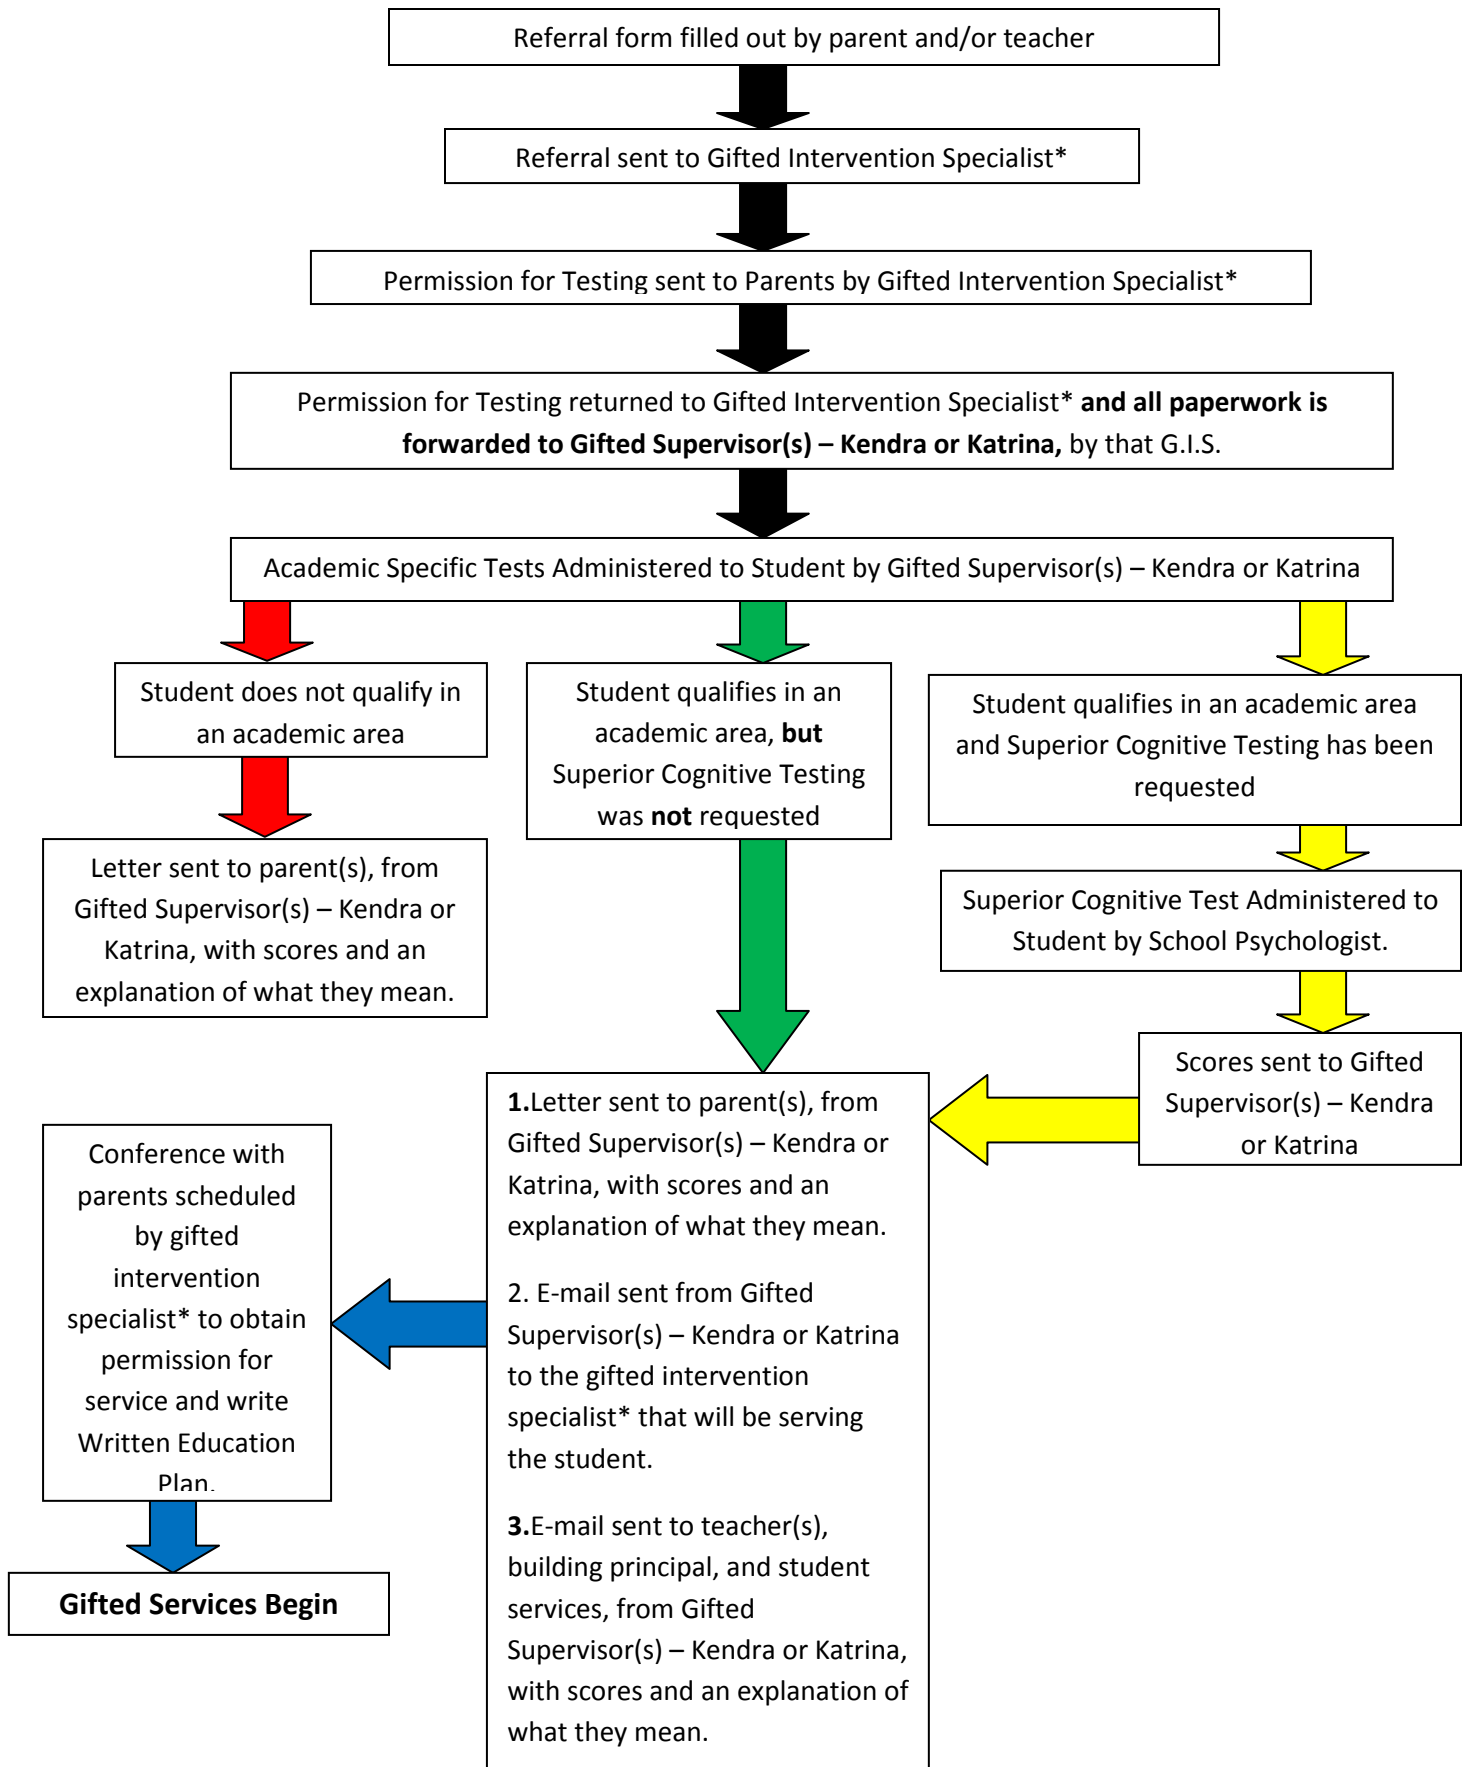 Referral form filled out by parent and/or teacher
Referral sent to Gifted Intervention Specialist*
Permission for Testing sent to Parents by Gifted Intervention Specialist*
Permission for Testing returned to Gifted Intervention Specialist* and all paperwork is
forwarded to Gifted Supervisor(s) – Kendra or Katrina, by that G.I.S.
Academic Specific Tests Administered to Student by Gifted Supervisor(s) – Kendra or Katrina
Student does not qualify in
an academic area
Letter sent to parent(s), from
Gifted Supervisor(s) – Kendra or
Katrina, with scores and an
explanation of what they mean.
Student qualifies in an
academic area, but
Superior Cognitive Testing
was not requested
Student qualifies in an academic area
and Superior Cognitive Testing has been
requested
Superior Cognitive Test Administered to
Student by School Psychologist.
Scores sent to Gifted
Supervisor(s) – Kendra
or Katrina
1.Letter sent to parent(s), from
Gifted Supervisor(s) – Kendra or
Katrina, with scores and an
explanation of what they mean.
2. E-mail sent from Gifted
Supervisor(s) – Kendra or Katrina
to the gifted intervention
specialist* that will be serving
the student.
3.E-mail sent to teacher(s),
building principal, and student
services, from Gifted
Supervisor(s) – Kendra or Katrina,
with scores and an explanation of
what they mean.
Conference with
parents scheduled
by gifted
intervention
specialist* to obtain
permission for
service and write
Written Education
Plan.
Gifted Services Begin